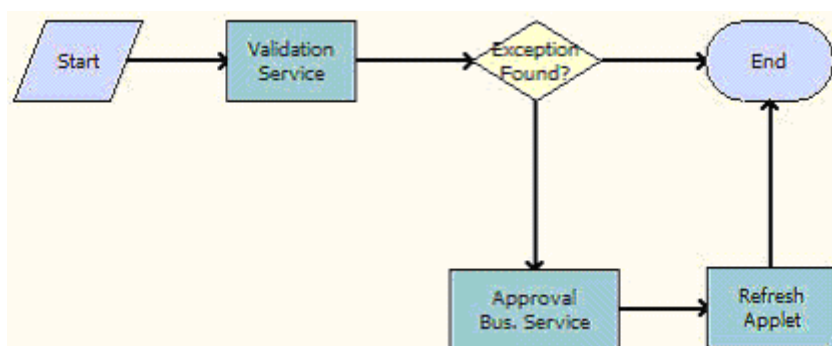 Start
Validation
Service
Exception
Found?
End
Approval
Bus. Service
Refresh
Applet